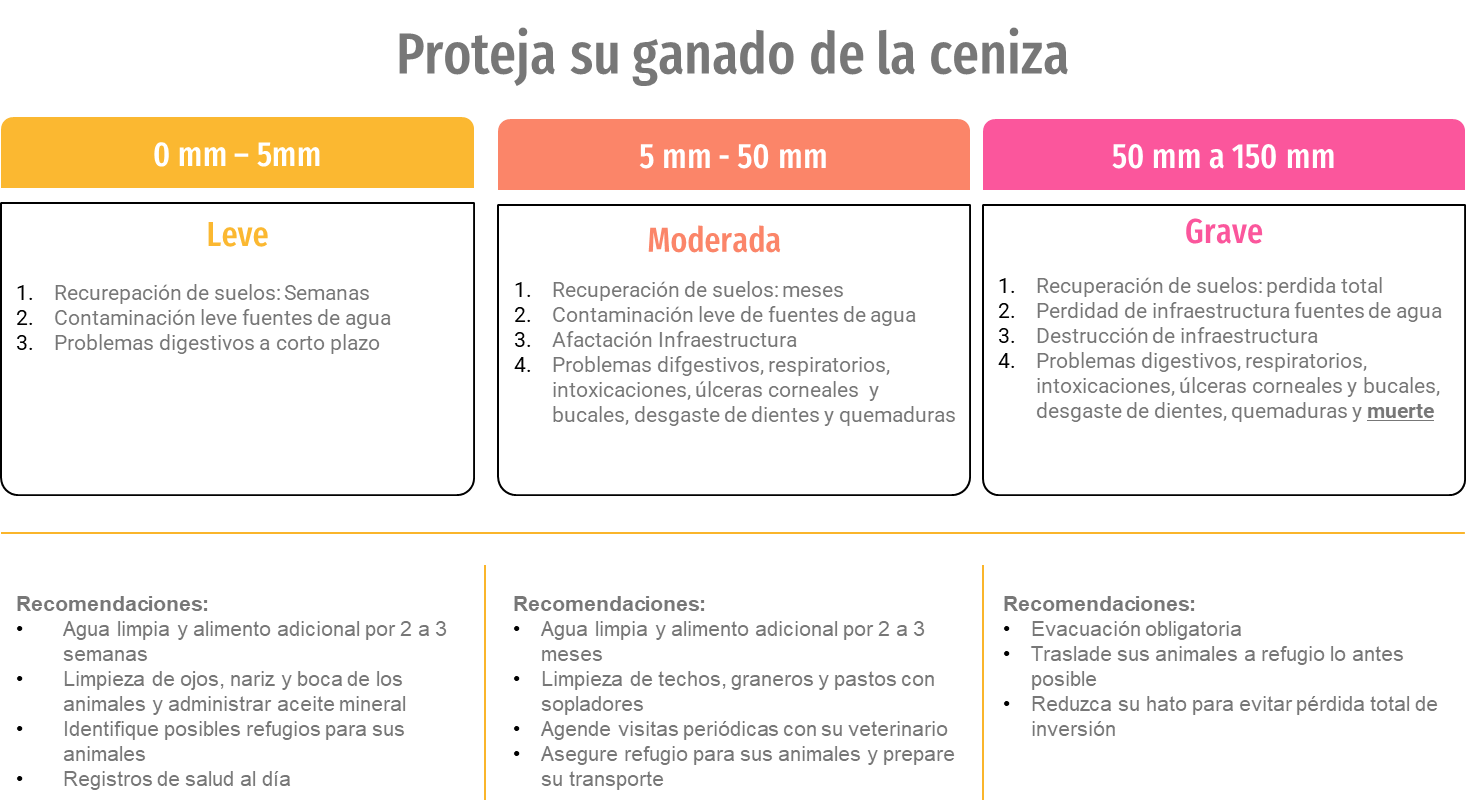 Proteja su ganado de la ceniza
0 mm – 5mm
Leve
1. Recurepación de suelos: Semanas
2. Contaminación leve fuentes de agua
3. Problemas digestivos a corto plazo
5 mm - 50 mm
Moderada
1. Recuperación de suelos: meses
2. Contaminación leve de fuentes de agua
3. Afactación Infraestructura
4. Problemas difgestivos, respiratorios,
intoxicaciones, úlceras corneales y
bucales, desgaste de dientes y quemaduras
50 mm a 150 mm
Grave
1. Recuperación de suelos: perdida total
2. Perdidad de infraestructura fuentes de agua
3. Destrucción de infraestructura
4. Problemas digestivos, respiratorios,
intoxicaciones, úlceras corneales y bucales,
desgaste de dientes, quemaduras y muerte
Recomendaciones:
• Agua limpia y alimento adicional por 2 a 3
semanas
• Limpieza de ojos, nariz y boca de los
animales y administrar aceite mineral
• Identifique posibles refugios para sus
animales
• Registros de salud al día
Recomendaciones:
• Agua limpia y alimento adicional por 2 a 3
meses
• Limpieza de techos, graneros y pastos con
sopladores
• Agende visitas periódicas con su veterinario
• Asegure refugio para sus animales y prepare
su transporte
Recomendaciones:
• Evacuación obligatoria
• Traslade sus animales a refugio lo antes
posible
• Reduzca su hato para evitar pérdida total de
inversión